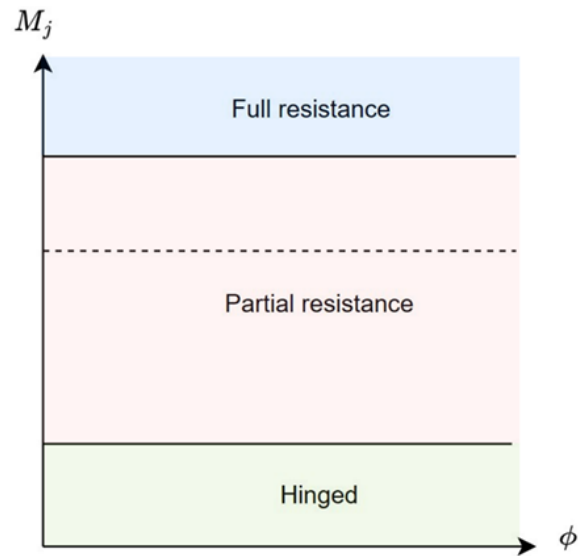 M_j
Full resistance
Partial resistance
Hinged
ϕ